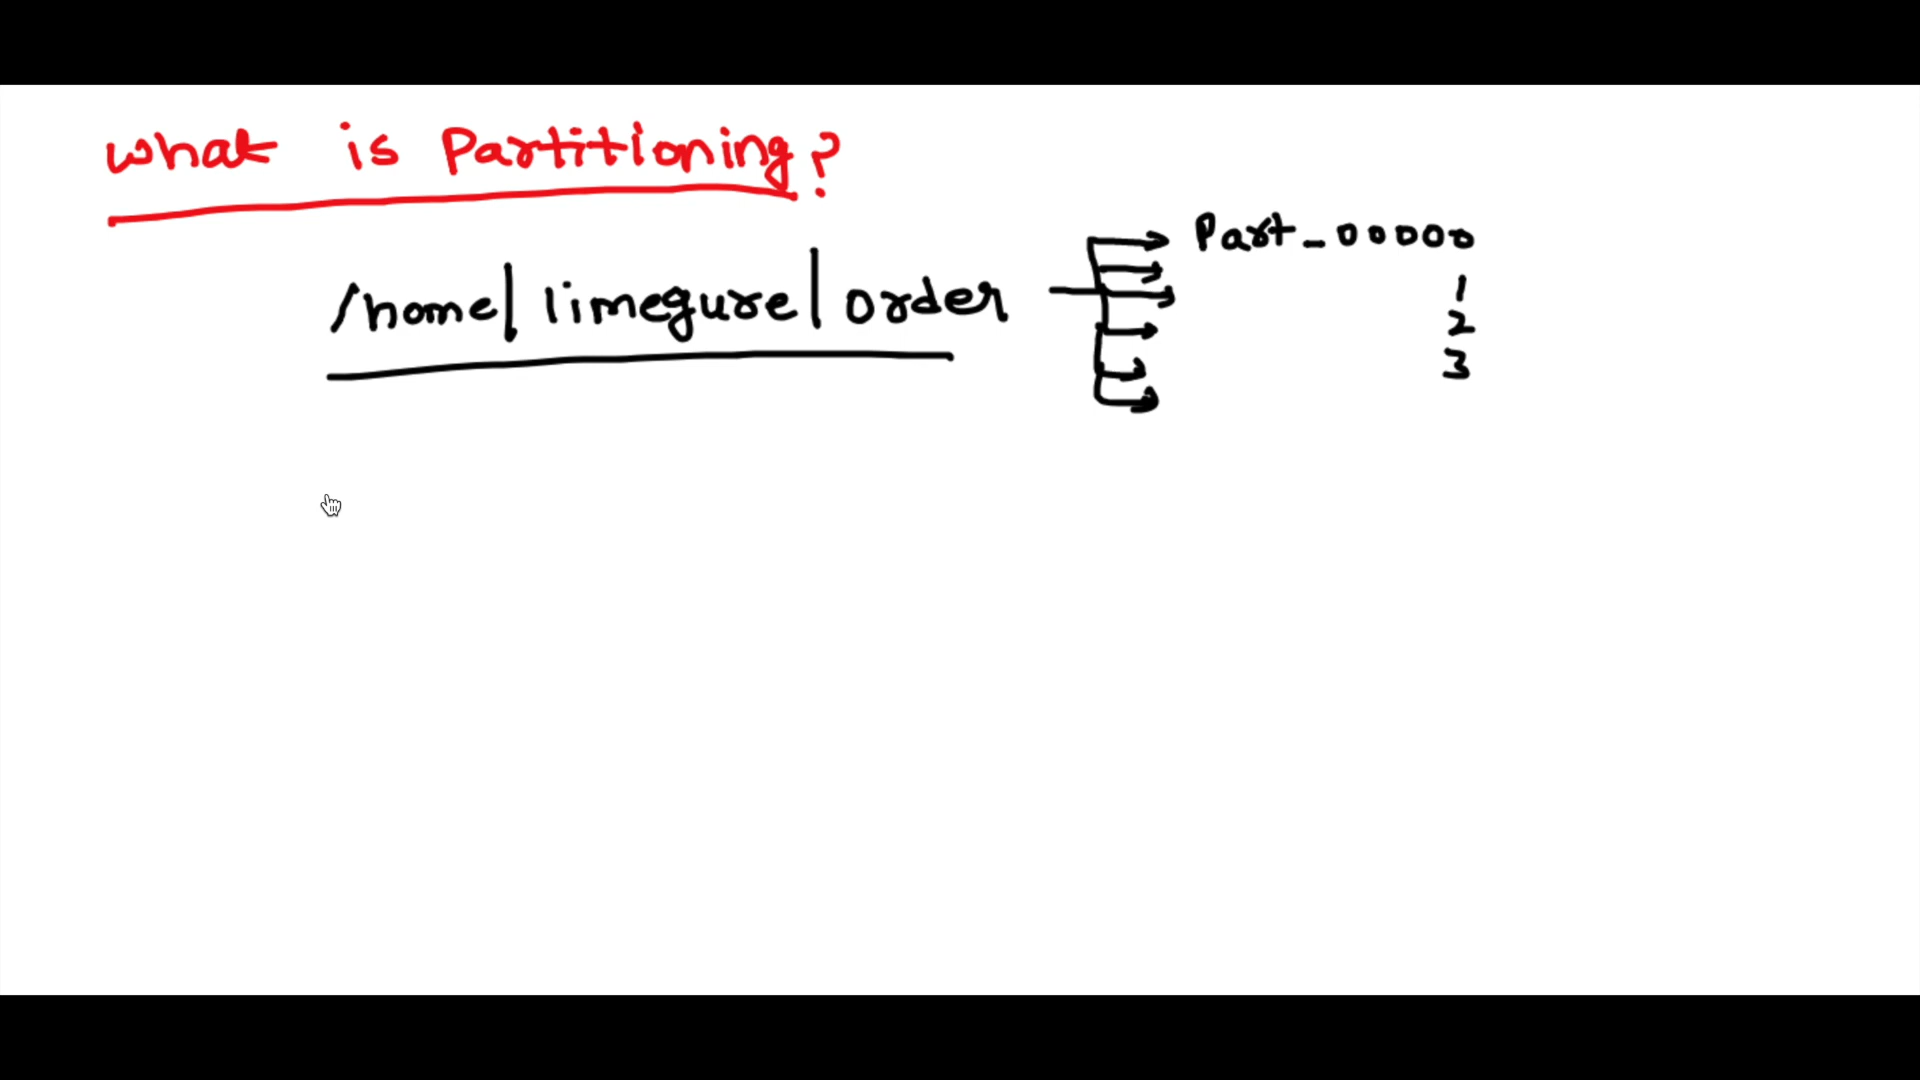 What is Partitioning?
/home/limegure/order
Part_00000
1
2
3